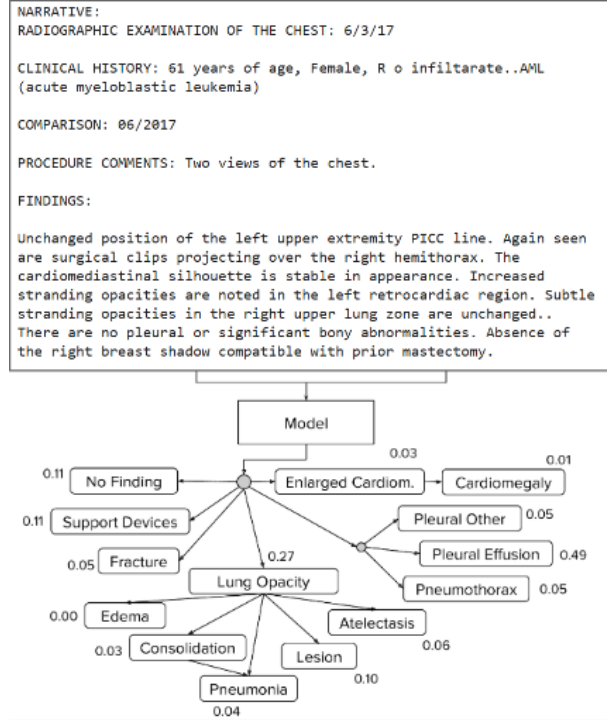 NARRATIVE:
RADIOGRAPHIC EXAMINATION OF THE CHEST: 6/3/17
CLINICAL HISTORY: 61 years of age, Female, R o infiltarate..AML
(acute myeloblastic leukemia)
COMPARISON: 06/2017
PROCEDURE COMMENTS: Two views of the chest.
FINDINGS:
Unchanged position of the left upper extremity PICC line. Again seen
are surgical clips projecting over the right hemithorax. The
cardiomediastinal silhouette is stable in appearance. Increased
stranding opacities are noted in the left retrocardiac region. Subtle
stranding opacities in the right upper lung zone are unchanged..
There are no pleural or significant bony abnormalities. Absence of
the right breast shadow compatible with prior mastectomy.
Model
0.03
0.01
0.11 No Finding
Enlarged Cardiom.
Cardiomegaly
0.11 Support Devices
Pleural Other 0.05
0.05 Fracture
0.27
Pleural Effusion 0.49
Lung Opacity
Pneumothorax 0.05
0.00 Edema
Atelectasis
0.06
0.03 Consolidation
Lesion
0.10
Pneumonia
0.04